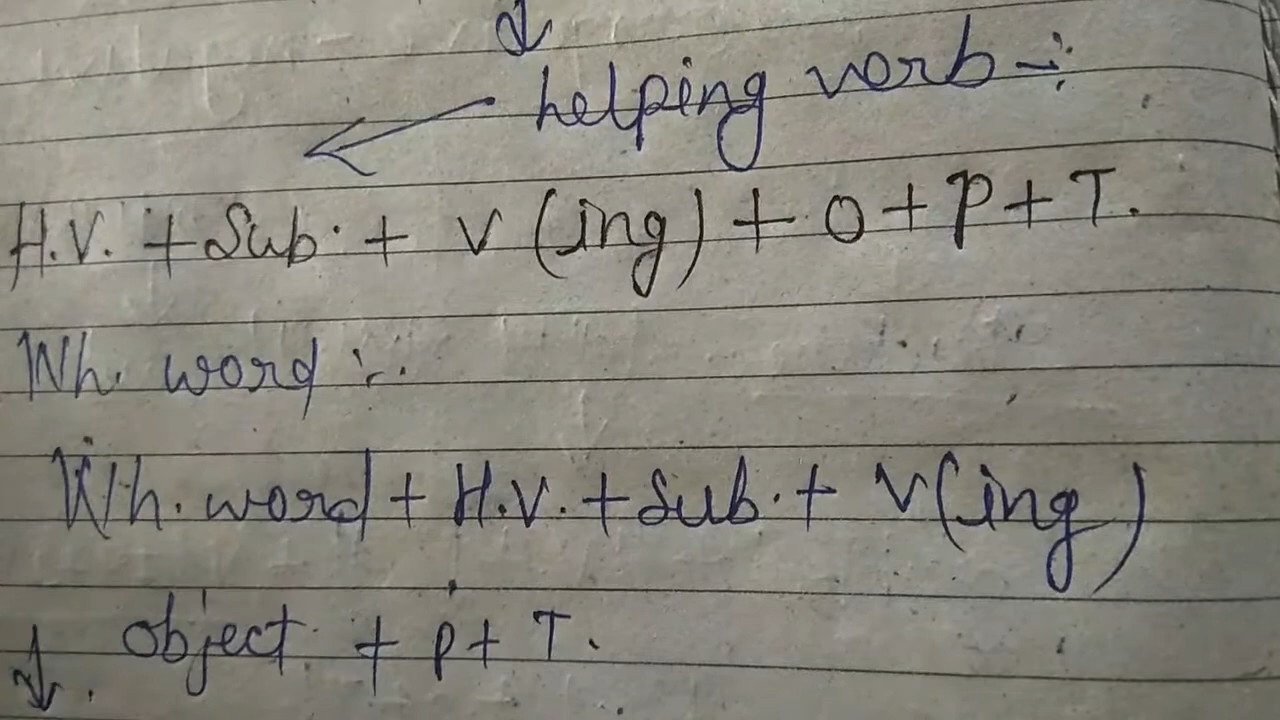 helping verb :-
H.V. + Sub. + V (ing) + O + P + T.
Wh. word :-
Wh. word + H.V. + Sub. + V (ing)
object + P + T.